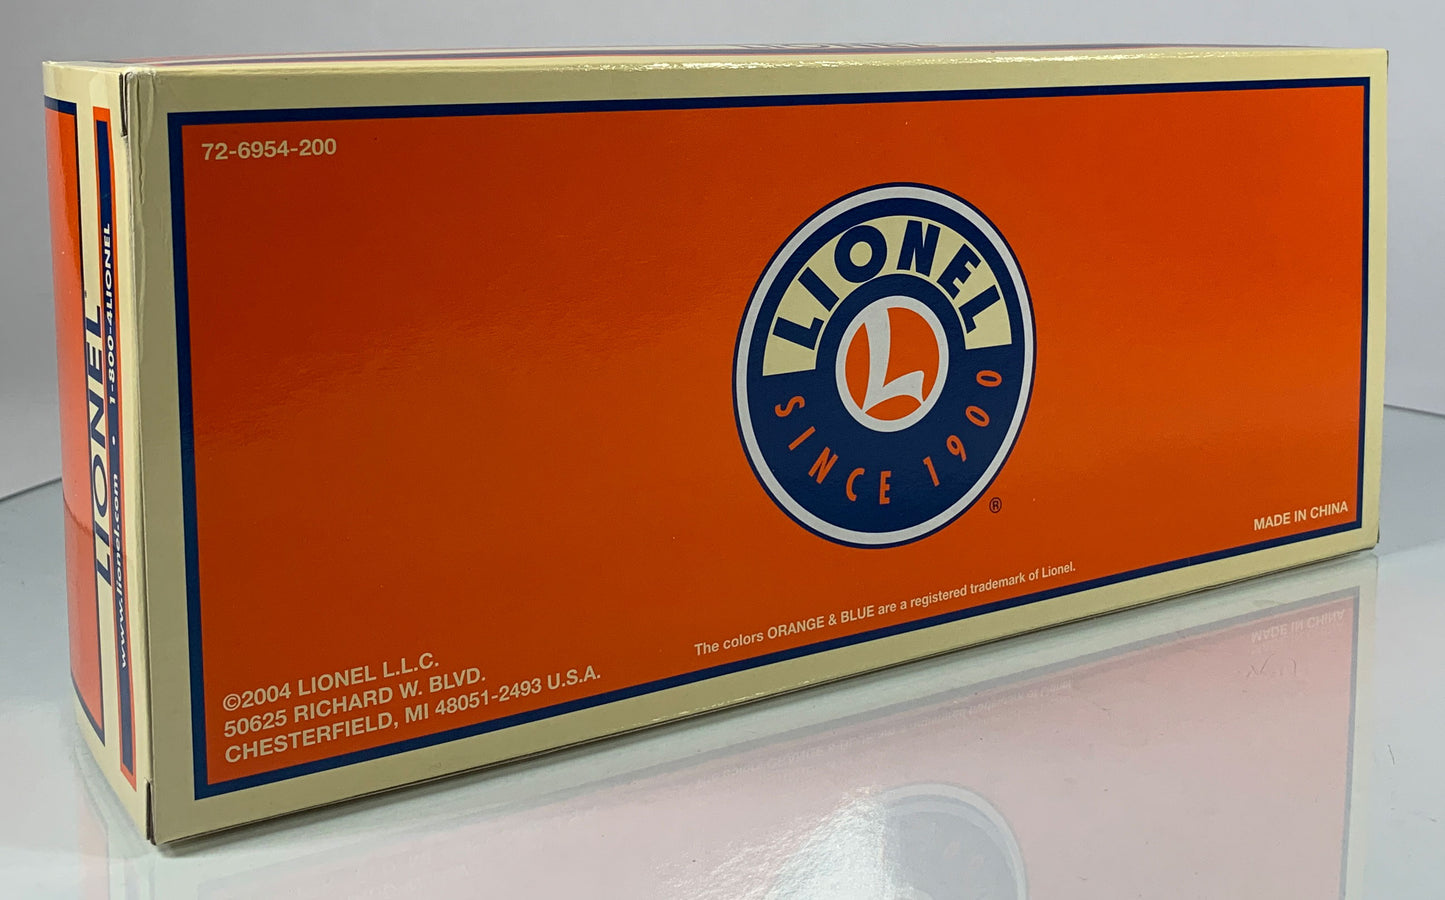 72-6954-200
LIONEL
L
SINCE 1900
®
MADE IN CHINA
The colors ORANGE & BLUE are a registered trademark of Lionel.
©2004 LIONEL L.L.C.
50625 RICHARD W. BLVD.
CHESTERFIELD, MI 48051-2493 U.S.A.
LIONEL
www.lionel.com • 1-800-4LIONEL